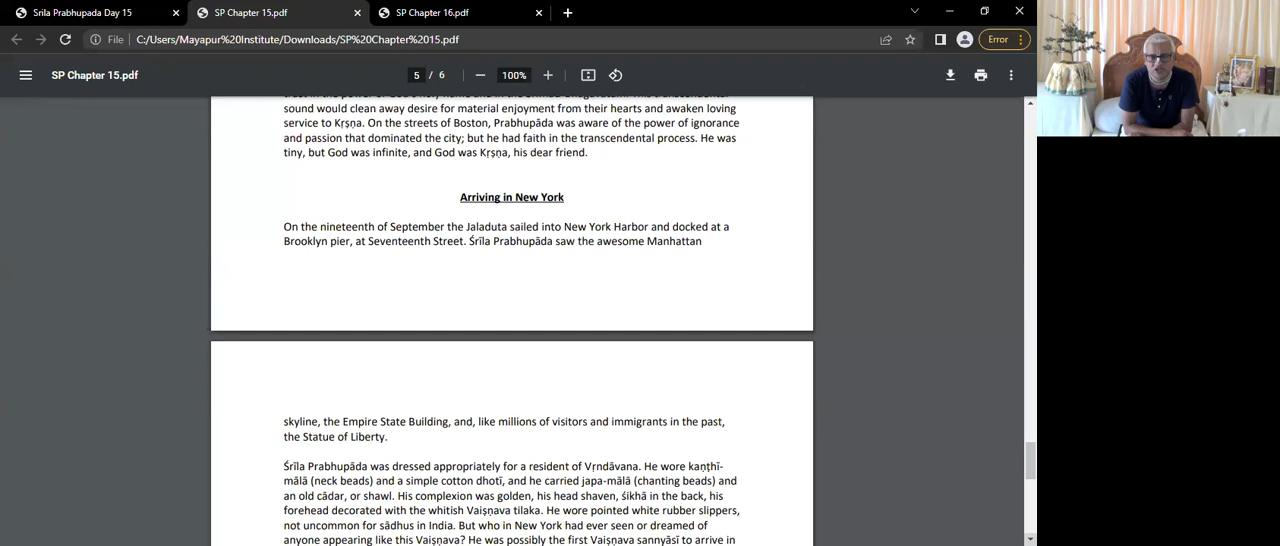 Srila Prabhupada Day 15
SP Chapter 15.pdf
SP Chapter 16.pdf
File
C:/Users/Mayapur%20Institute/Downloads/SP%20Chapter%2015.pdf
Error
SP Chapter 15.pdf
5 / 6
100%
sound would clean away desire for material enjoyment from their hearts and awaken loving
service to Kṛṣṇa. On the streets of Boston, Prabhupāda was aware of the power of ignorance
and passion that dominated the city; but he had faith in the transcendental process. He was
tiny, but God was infinite, and God was Kṛṣṇa, his dear friend.
Arriving in New York
On the nineteenth of September the Jaladuta sailed into New York Harbor and docked at a
Brooklyn pier, at Seventeenth Street. Śrīla Prabhupāda saw the awesome Manhattan
skyline, the Empire State Building, and, like millions of visitors and immigrants in the past,
the Statue of Liberty.
Śrīla Prabhupāda was dressed appropriately for a resident of Vṛndāvana. He wore kaṇṭhī-
mālā (neck beads) and a simple cotton dhotī, and he carried japa-mālā (chanting beads) and
an old cādar, or shawl. His complexion was golden, his head shaven, śikhā in the back, his
forehead decorated with the whitish Vaiṣṇava tilaka. He wore pointed white rubber slippers,
not uncommon for sādhus in India. But who in New York had ever seen or dreamed of
anyone appearing like this Vaiṣṇava? He was possibly the first Vaiṣṇava sannyāsī to arrive in